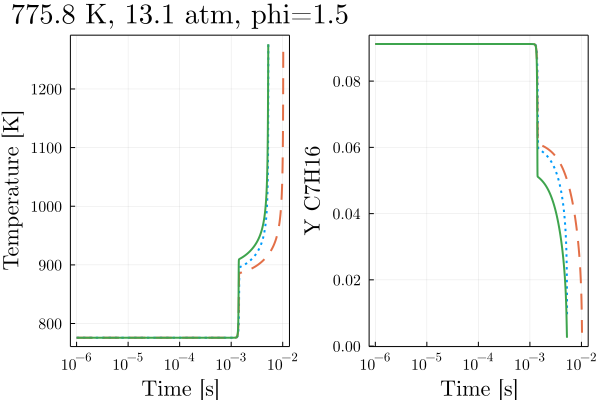 775.8 K, 13.1 atm, phi=1.5
Temperature [K]
1200
1100
1000
900
800
10⁻⁶ 10⁻⁵ 10⁻⁴ 10⁻³ 10⁻²
Time [s]
Y C7H16
0.08
0.06
0.04
0.02
0.00
10⁻⁶ 10⁻⁵ 10⁻⁴ 10⁻³ 10⁻²
Time [s]